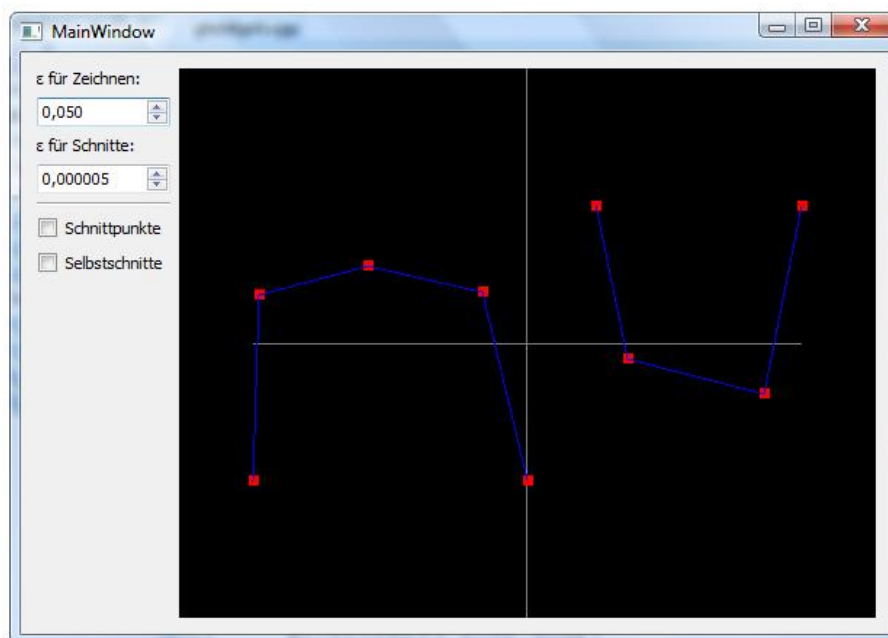 MainWindow
ε für Zeichnen:
0,050
ε für Schnitte:
0,000005
Schnittpunkte
Selbstschnitte